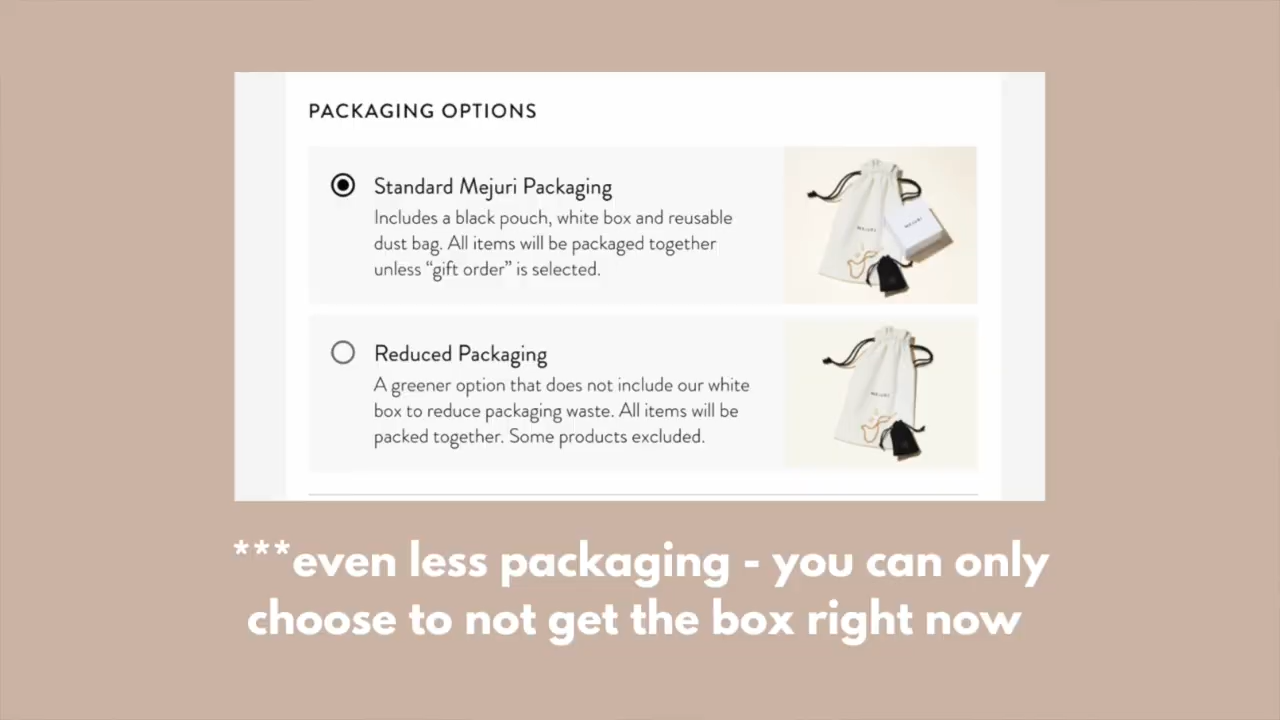 PACKAGING OPTIONS
Standard Mejuri Packaging
Includes a black pouch, white box and reusable
dust bag. All items will be packaged together
unless “gift order” is selected.
MEJURI
MEJURI
Reduced Packaging
A greener option that does not include our white
box to reduce packaging waste. All items will be
packed together. Some products excluded.
MEJURI
***even less packaging - you can only
choose to not get the box right now